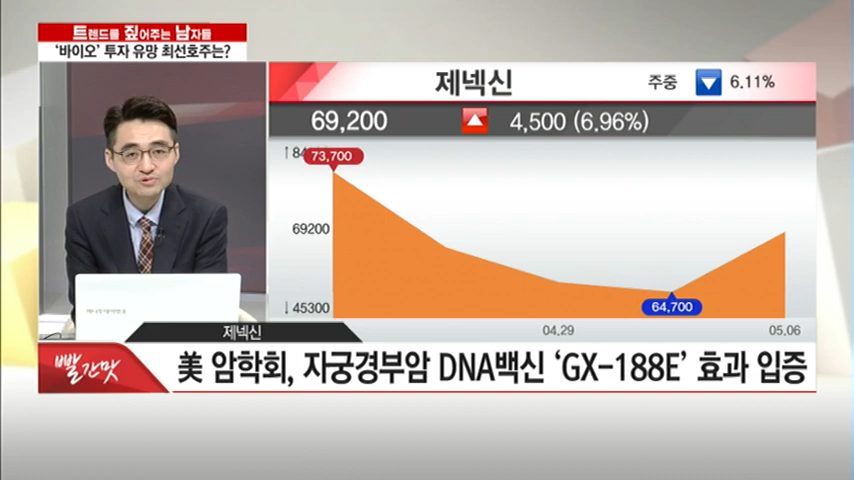 트렌드를 짚어주는 남자들
'바이오' 투자 유망 최선호주는?
제넥신
주중 ▼ 6.11%
69,200 ▲ 4,500 (6.96%)
73,700
69200
↓45300
64,700
04,29
05,06
제넥신
빨간맛
美 암학회, 자궁경부암 DNA백신 'GX-188E' 효과 입증